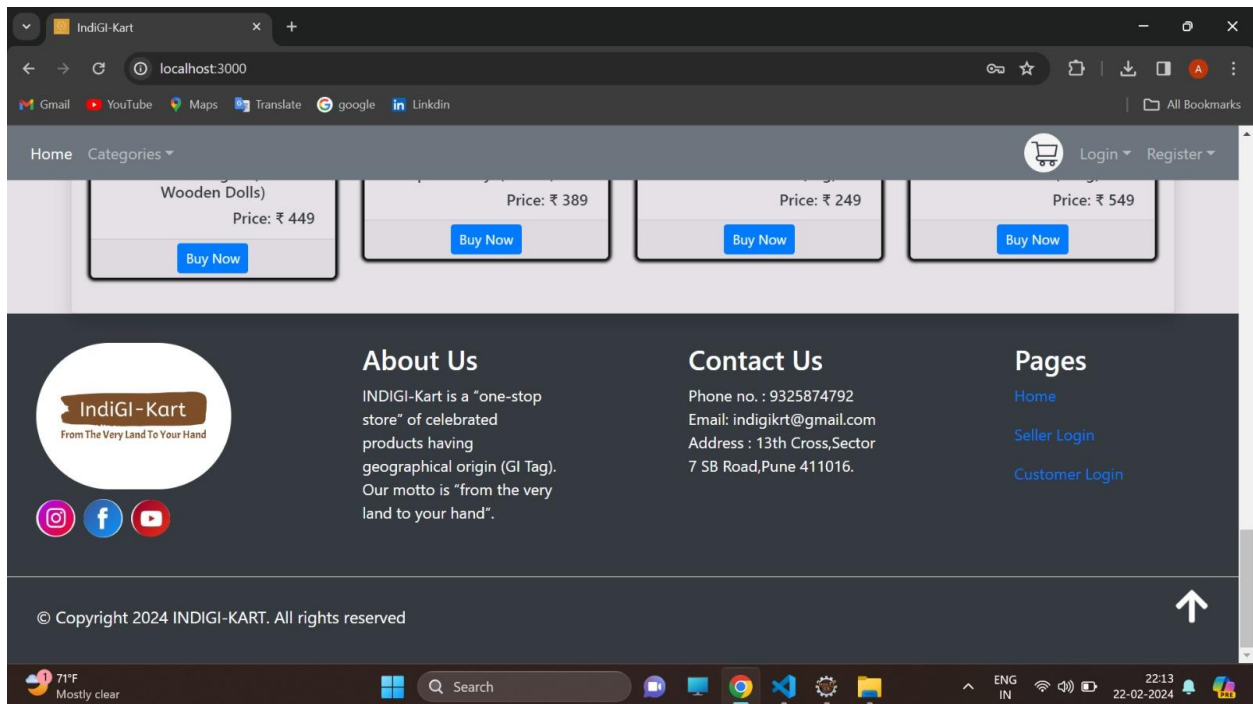 IndiGI-Kart
localhost:3000
A
Gmail YouTube Maps Translate google Linkdin All Bookmarks
Home Categories Login Register
Wooden Dolls)
Price: ₹ 449
Buy Now
Price: ₹ 389
Buy Now
Price: ₹ 249
Buy Now
Price: ₹ 549
Buy Now
IndiGI-Kart
From The Very Land To Your Hand
About Us
INDIGI-Kart is a "one-stop
store" of celebrated
products having
geographical origin (GI Tag).
Our motto is "from the very
land to your hand".
Contact Us
Phone no. : 9325874792
Email: indigikrt@gmail.com
Address : 13th Cross,Sector
7 SB Road,Pune 411016.
Pages
Home
Seller Login
Customer Login
© Copyright 2024 INDIGI-KART. All rights reserved
1
71°F
Mostly clear
Search
ENG
IN
22:13
22-02-2024
PRE